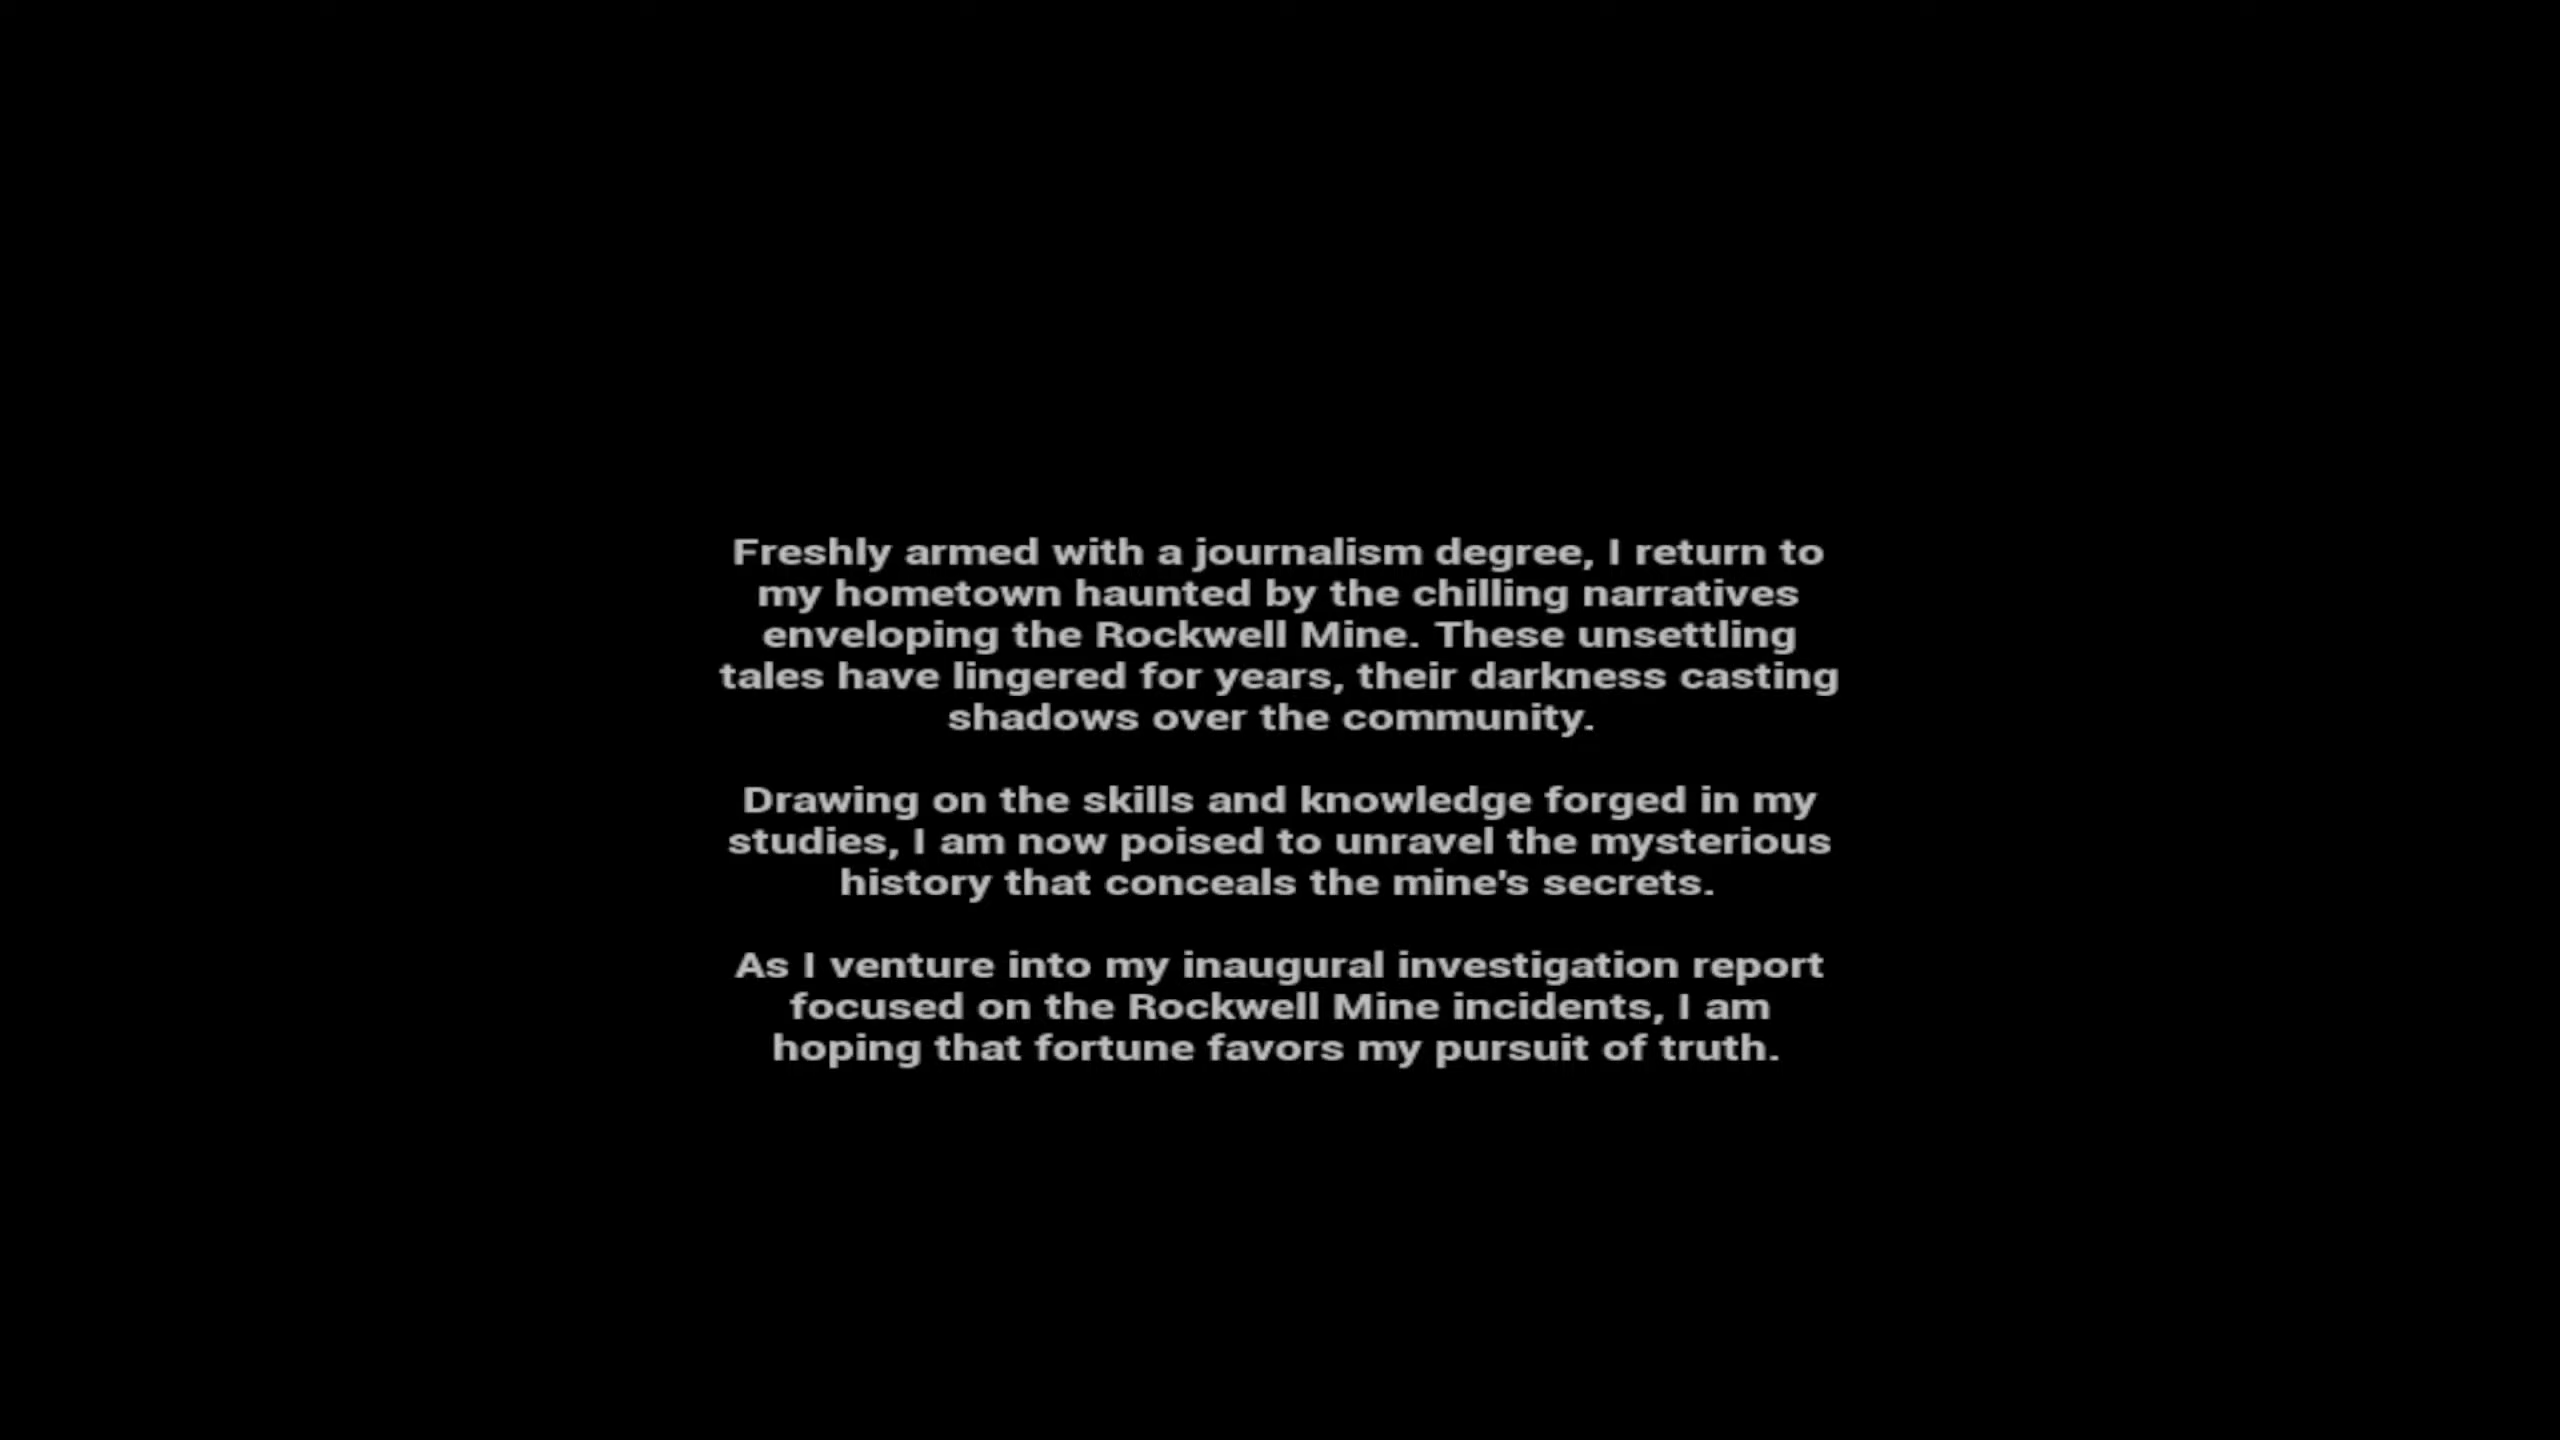 Freshly armed with a journalism degree, I return to
my hometown haunted by the chilling narratives
enveloping the Rockwell Mine. These unsettling
tales have lingered for years, their darkness casting
shadows over the community.
Drawing on the skills and knowledge forged in my
studies, I am now poised to unravel the mysterious
history that conceals the mine's secrets.
As I venture into my inaugural investigation report
focused on the Rockwell Mine incidents, I am
hoping that fortune favors my pursuit of truth.